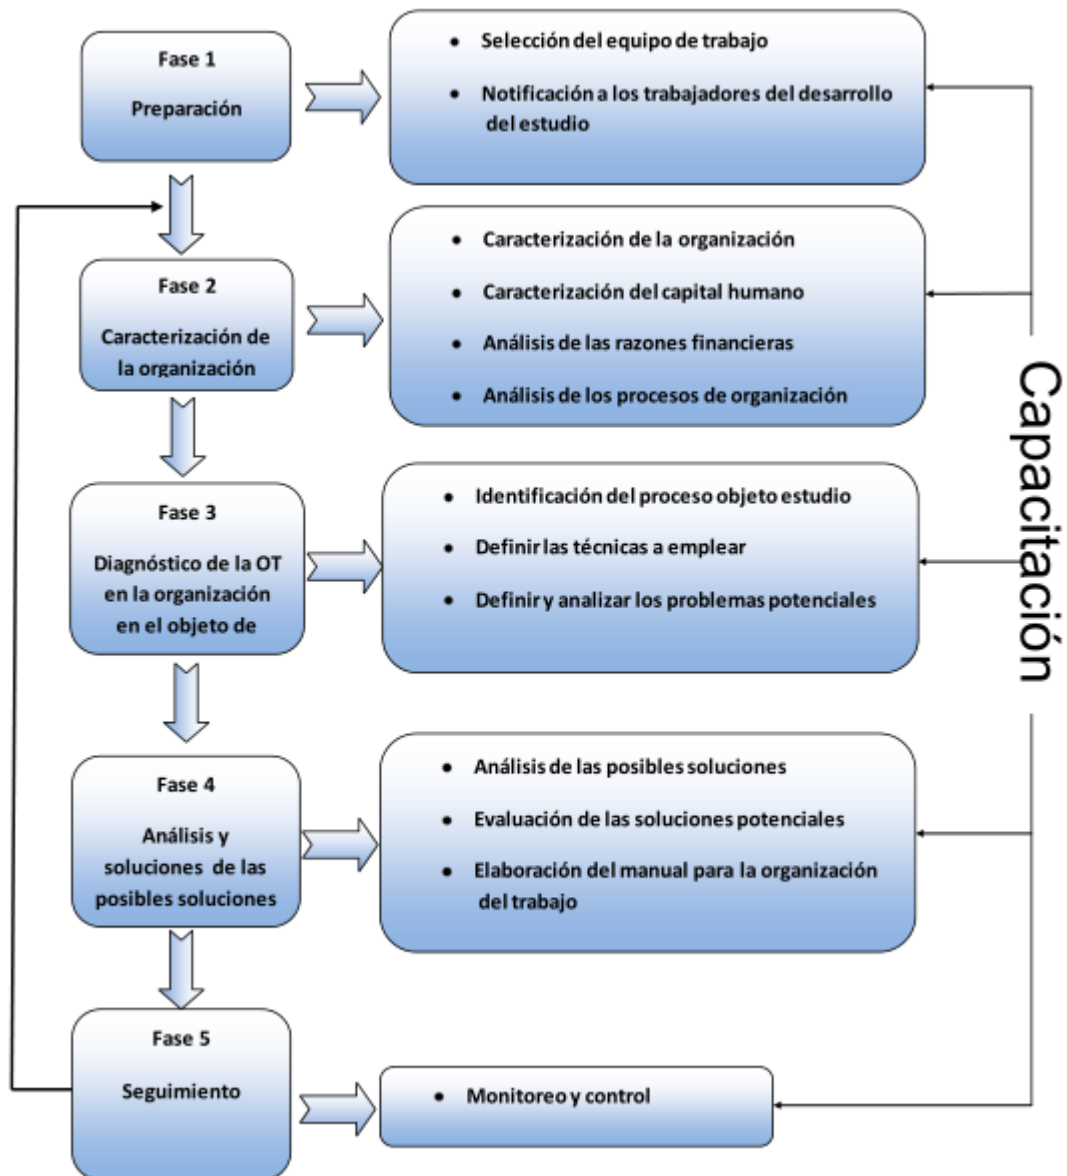 Fase 1
Preparación
• Selección del equipo de trabajo
• Notificación a los trabajadores del desarrollo
del estudio
Fase 2
Caracterización de
la organización
• Caracterización de la organización
• Caracterización del capital humano
• Análisis de las razones financieras
• Análisis de los procesos de organización
Fase 3
Diagnóstico de la OT
en la organización
en el objeto de
• Identificación del proceso objeto estudio
• Definir las técnicas a emplear
• Definir y analizar los problemas potenciales
Fase 4
Análisis y
soluciones de las
posibles soluciones
• Análisis de las posibles soluciones
• Evaluación de las soluciones potenciales
• Elaboración del manual para la organización
del trabajo
Fase 5
Seguimiento
• Monitoreo y control
Capacitación